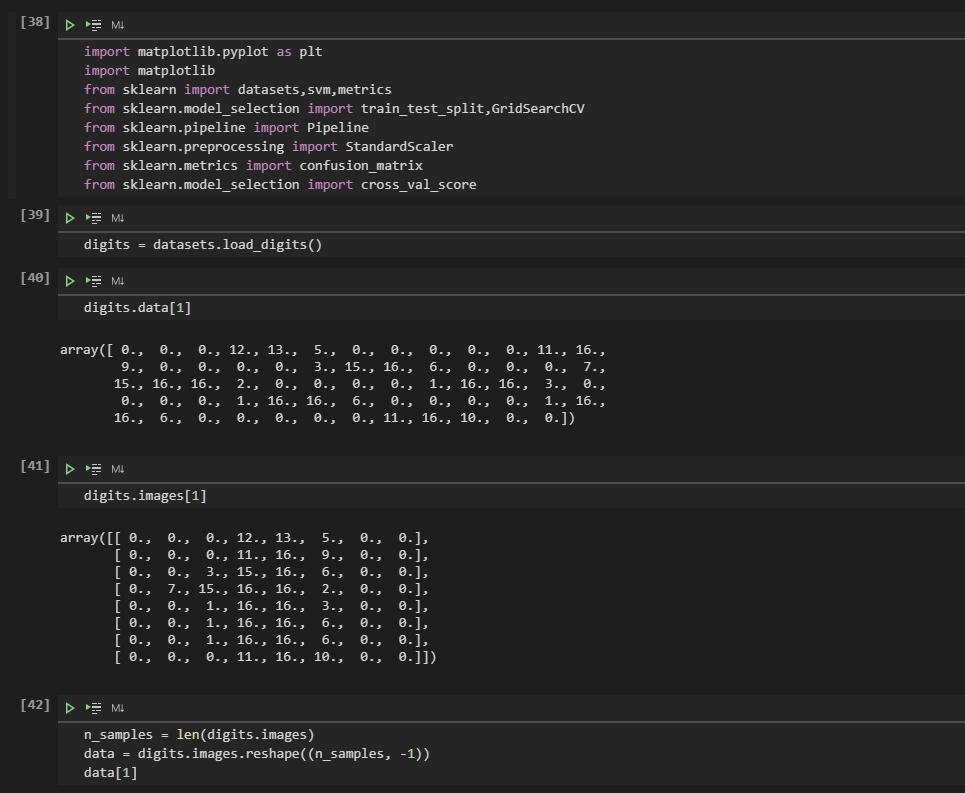 [38]
M↓
import matplotlib.pyplot as plt
import matplotlib
from sklearn import datasets,svm,metrics
from sklearn.model_selection import train_test_split,GridSearchCV
from sklearn.pipeline import Pipeline
from sklearn.preprocessing import StandardScaler
from sklearn.metrics import confusion_matrix
from sklearn.model_selection import cross_val_score
[39]
M↓
digits = datasets.load_digits()
[40]
M↓
digits.data[1]
array([ 0.,  0.,  0., 12., 13.,  5.,  0.,  0.,  0.,  0.,  0., 11., 16.,
        9.,  0.,  0.,  0.,  0.,  3., 15., 16.,  6.,  0.,  0.,  0.,  7.,
       15., 16., 16.,  2.,  0.,  0.,  0.,  0.,  1., 16., 16.,  3.,  0.,
        0.,  0.,  0.,  1., 16., 16.,  6.,  0.,  0.,  0.,  0.,  1., 16.,
       16.,  6.,  0.,  0.,  0.,  0.,  0., 11., 16., 10.,  0.,  0.])
[41]
M↓
digits.images[1]
array([[ 0.,  0.,  0., 12., 13.,  5.,  0.,  0.],
       [ 0.,  0.,  0., 11., 16.,  9.,  0.,  0.],
       [ 0.,  0.,  3., 15., 16.,  6.,  0.,  0.],
       [ 0.,  7., 15., 16., 16.,  2.,  0.,  0.],
       [ 0.,  0.,  1., 16., 16.,  3.,  0.,  0.],
       [ 0.,  0.,  1., 16., 16.,  6.,  0.,  0.],
       [ 0.,  0.,  1., 16., 16.,  6.,  0.,  0.],
       [ 0.,  0.,  0., 11., 16., 10.,  0.,  0.]])
[42]
M↓
n_samples = len(digits.images)
data = digits.images.reshape((n_samples, -1))
data[1]